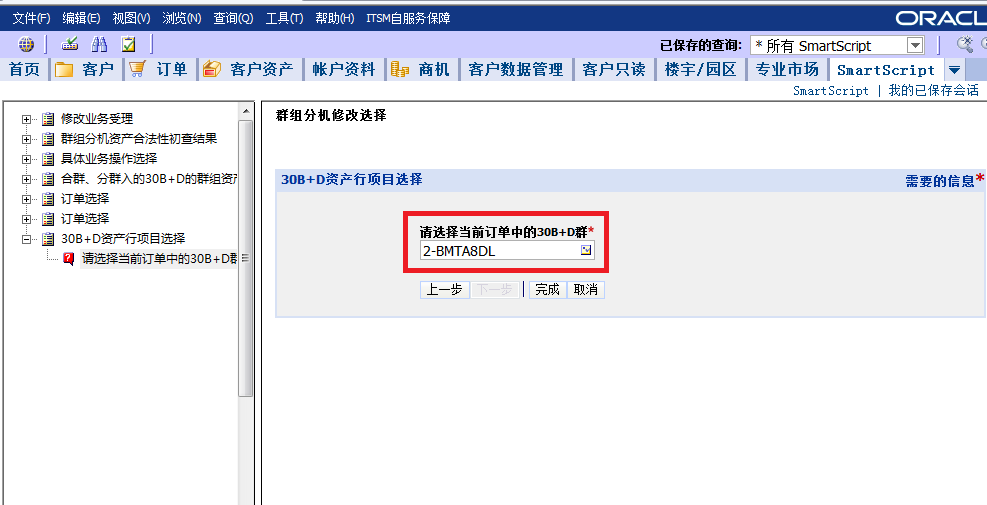 文件(F) 编辑(E) 视图(V) 浏览(N) 查询(Q) 工具(T) 帮助(H) ITSM自服务保障
ORACL
已保存的查询: * 所有 SmartScript
首页 客户 订单 客户资产 帐户资料 商机 客户数据管理 客户只读 楼宇/园区 专业市场 SmartScript
SmartScript | 我的已保存会话
修改业务受理
群组分机资产合法性初查结果
具体业务操作选择
合群、分群入的30B+D的群组资产
订单选择
订单选择
30B+D资产行项目选择
请选择当前订单中的30B+D群
群组分机修改选择
30B+D资产行项目选择 需要的信息*
请选择当前订单中的30B+D群*
2-BMTA8DL
上一步 下一步 | 完成 取消